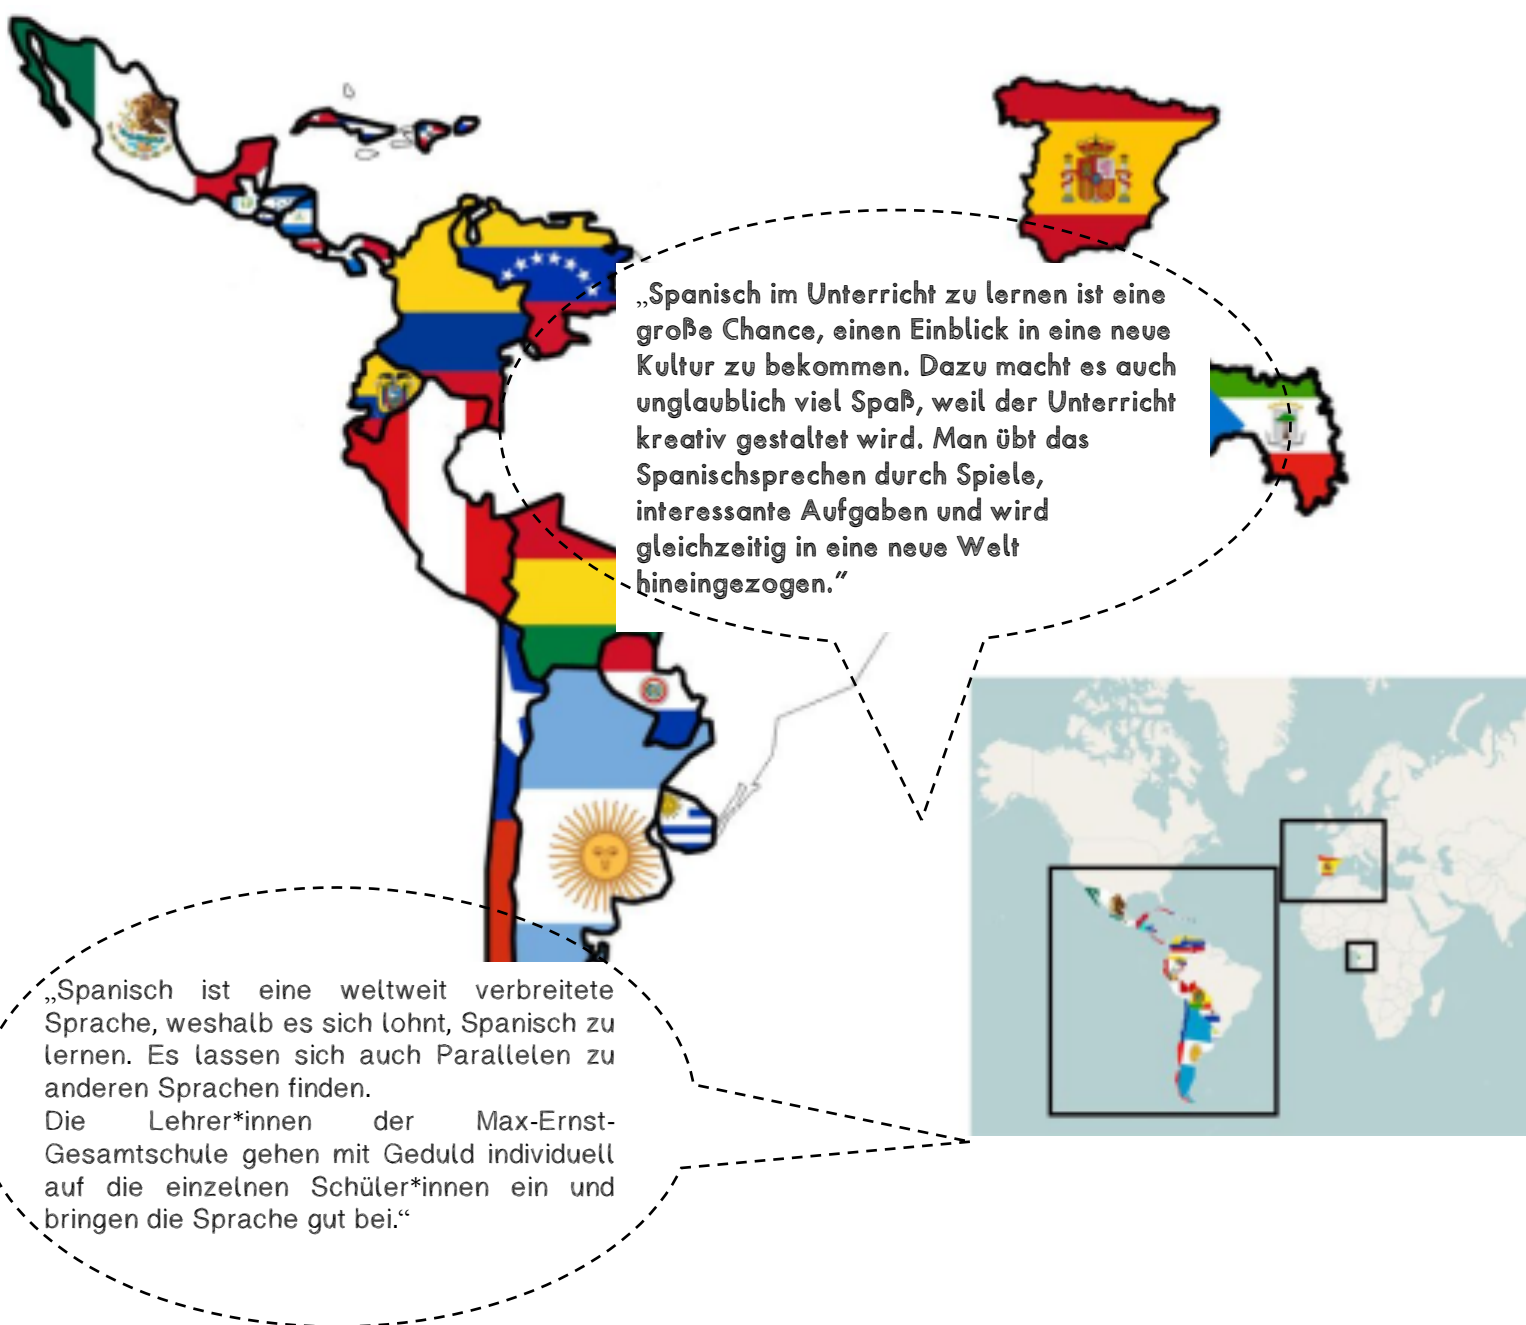 „Spanisch im Unterricht zu lernen ist eine
große Chance, einen Einblick in eine neue
Kultur zu bekommen. Dazu macht es auch
unglaublich viel Spaß, weil der Unterricht
kreativ gestaltet wird. Man übt das
Spanischsprechen durch Spiele,
interessante Aufgaben und wird
gleichzeitig in eine neue Welt
hineingezogen.“
„Spanisch ist eine weltweit verbreitete
Sprache, weshalb es sich lohnt, Spanisch zu
lernen. Es lassen sich auch Parallelen zu
anderen Sprachen finden.
Die Lehrer*innen der Max-Ernst-
Gesamtschule gehen mit Geduld individuell
auf die einzelnen Schüler*innen ein und
bringen die Sprache gut bei.“